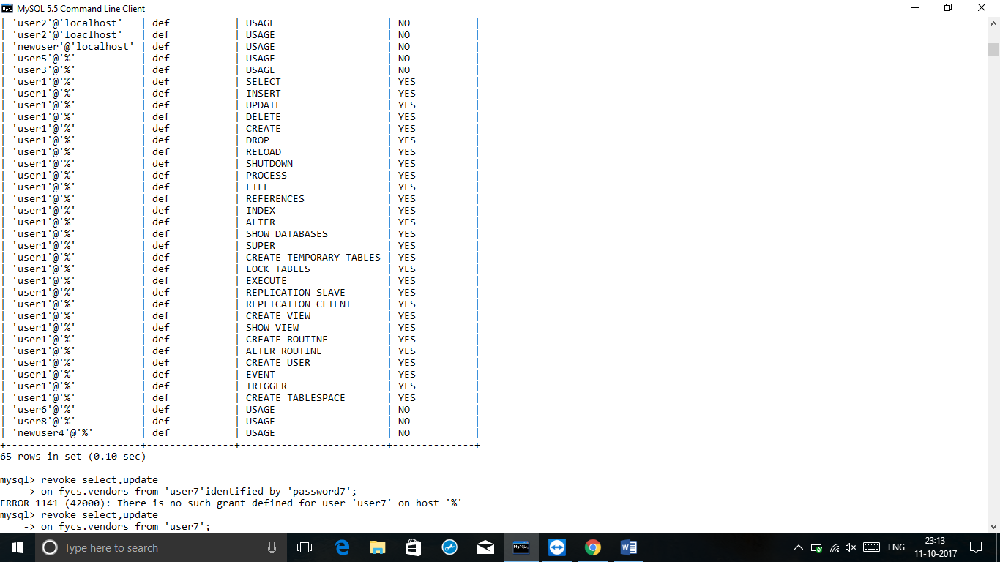 MySQL 5.5 Command Line Client
| 'user2'@'localhost' | def | USAGE | NO |
| 'user2'@'loaclhost' | def | USAGE | NO |
| 'newuser'@'localhost' | def | USAGE | NO |
| 'user5'@'%' | def | USAGE | NO |
| 'user3'@'%' | def | USAGE | NO |
| 'user1'@'%' | def | SELECT | YES |
| 'user1'@'%' | def | INSERT | YES |
| 'user1'@'%' | def | UPDATE | YES |
| 'user1'@'%' | def | DELETE | YES |
| 'user1'@'%' | def | CREATE | YES |
| 'user1'@'%' | def | DROP | YES |
| 'user1'@'%' | def | RELOAD | YES |
| 'user1'@'%' | def | SHUTDOWN | YES |
| 'user1'@'%' | def | PROCESS | YES |
| 'user1'@'%' | def | FILE | YES |
| 'user1'@'%' | def | REFERENCES | YES |
| 'user1'@'%' | def | INDEX | YES |
| 'user1'@'%' | def | ALTER | YES |
| 'user1'@'%' | def | SHOW DATABASES | YES |
| 'user1'@'%' | def | SUPER | YES |
| 'user1'@'%' | def | CREATE TEMPORARY TABLES | YES |
| 'user1'@'%' | def | LOCK TABLES | YES |
| 'user1'@'%' | def | EXECUTE | YES |
| 'user1'@'%' | def | REPLICATION SLAVE | YES |
| 'user1'@'%' | def | REPLICATION CLIENT | YES |
| 'user1'@'%' | def | CREATE VIEW | YES |
| 'user1'@'%' | def | SHOW VIEW | YES |
| 'user1'@'%' | def | CREATE ROUTINE | YES |
| 'user1'@'%' | def | ALTER ROUTINE | YES |
| 'user1'@'%' | def | CREATE USER | YES |
| 'user1'@'%' | def | EVENT | YES |
| 'user1'@'%' | def | TRIGGER | YES |
| 'user1'@'%' | def | CREATE TABLESPACE | YES |
| 'user6'@'%' | def | USAGE | NO |
| 'user8'@'%' | def | USAGE | NO |
| 'newuser4'@'%' | def | USAGE | NO |
+-----------------------+---------------+-------------------------+--------------+
65 rows in set (0.10 sec)
mysql> revoke select,update
-> on fycs.vendors from 'user7'identified by 'password7';
ERROR 1141 (42000): There is no such grant defined for user 'user7' on host '%'
mysql> revoke select,update
-> on fycs.vendors from 'user7';
Type here to search
ENG
23:13
11-10-2017